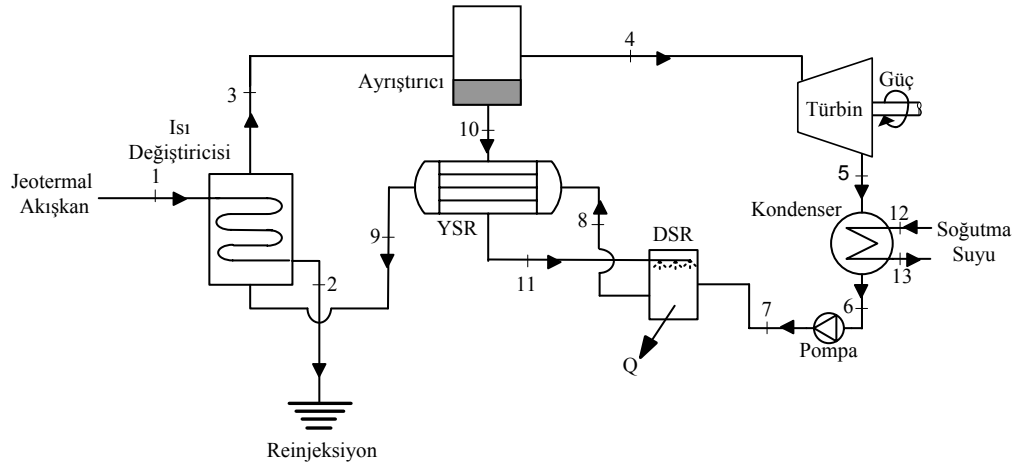 4
Ayrıştırıcı
Güç
Türbin
3
10
Isı
Değiştiricisi
1
Jeotermal
Akışkan
5
Kondenser
12
Soğutma
Suyu
13
YSR
8
DSR
9
2
11
6
7
Pompa
Q
Reinjeksiyon